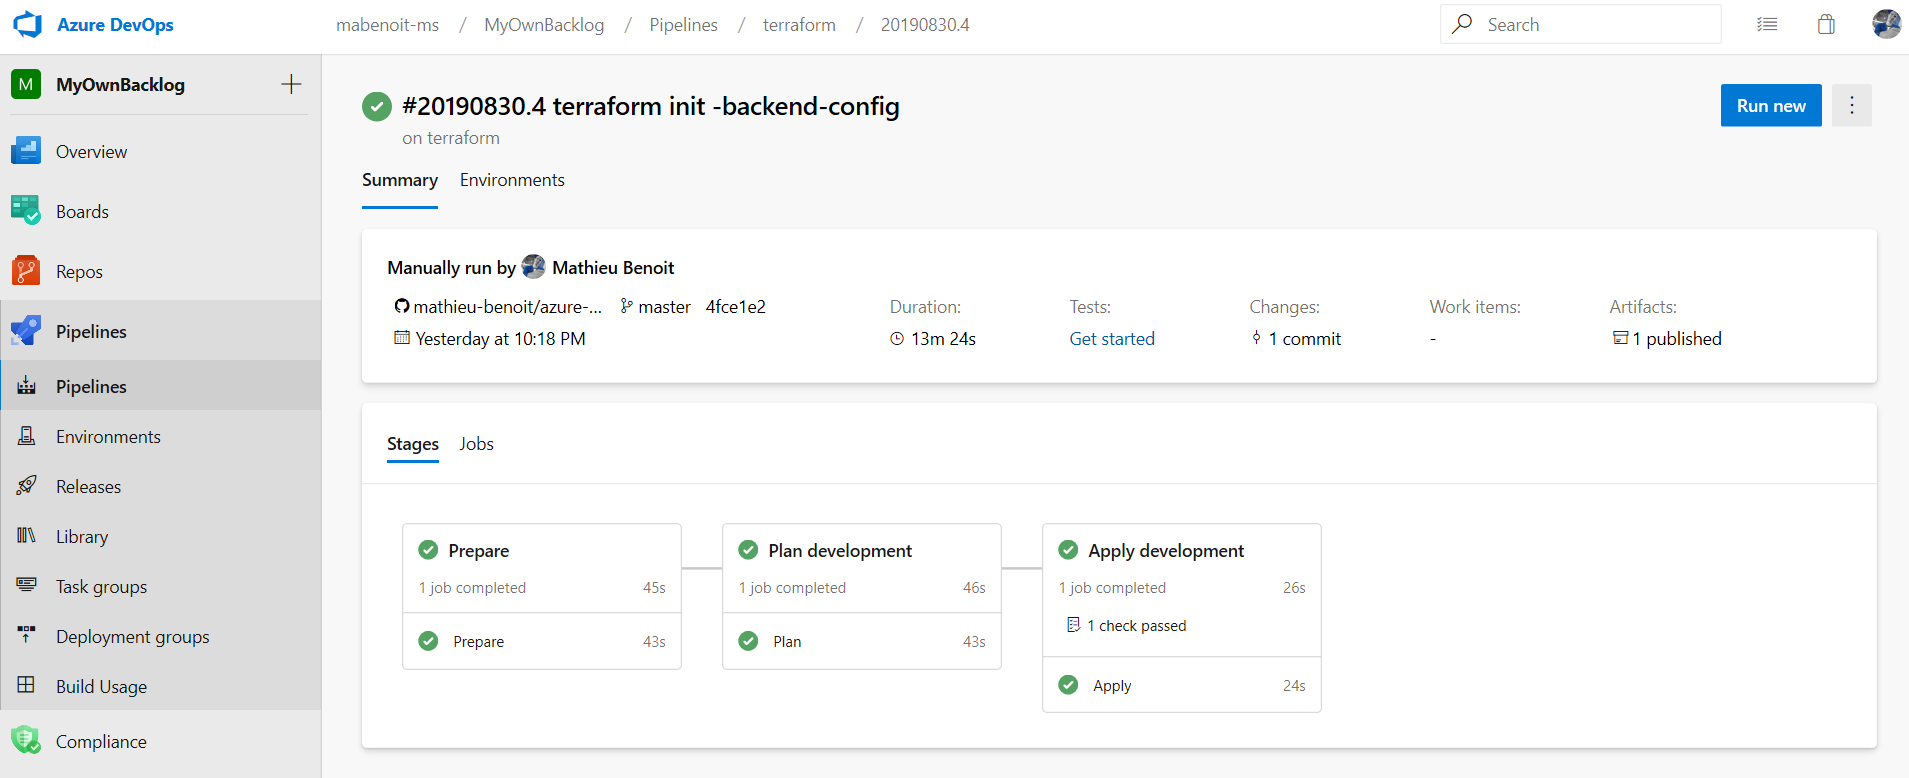 Azure DevOps
mabenoit-ms / MyOwnBacklog / Pipelines / terraform / 20190830.4
Search
M MyOwnBacklog
Overview
Boards
Repos
Pipelines
Pipelines
Environments
Releases
Library
Task groups
Deployment groups
Build Usage
Compliance
#20190830.4 terraform init -backend-config
on terraform
Run new
Summary Environments
Manually run by Mathieu Benoit
mathieu-benoit/azure-... master 4fce1e2
Yesterday at 10:18 PM
Duration:
13m 24s
Tests:
Get started
Changes:
1 commit
Work items:
-
Artifacts:
1 published
Stages Jobs
Prepare
1 job completed 45s
Prepare 43s
Plan development
1 job completed 46s
Plan 43s
Apply development
1 job completed 26s
1 check passed
Apply 24s